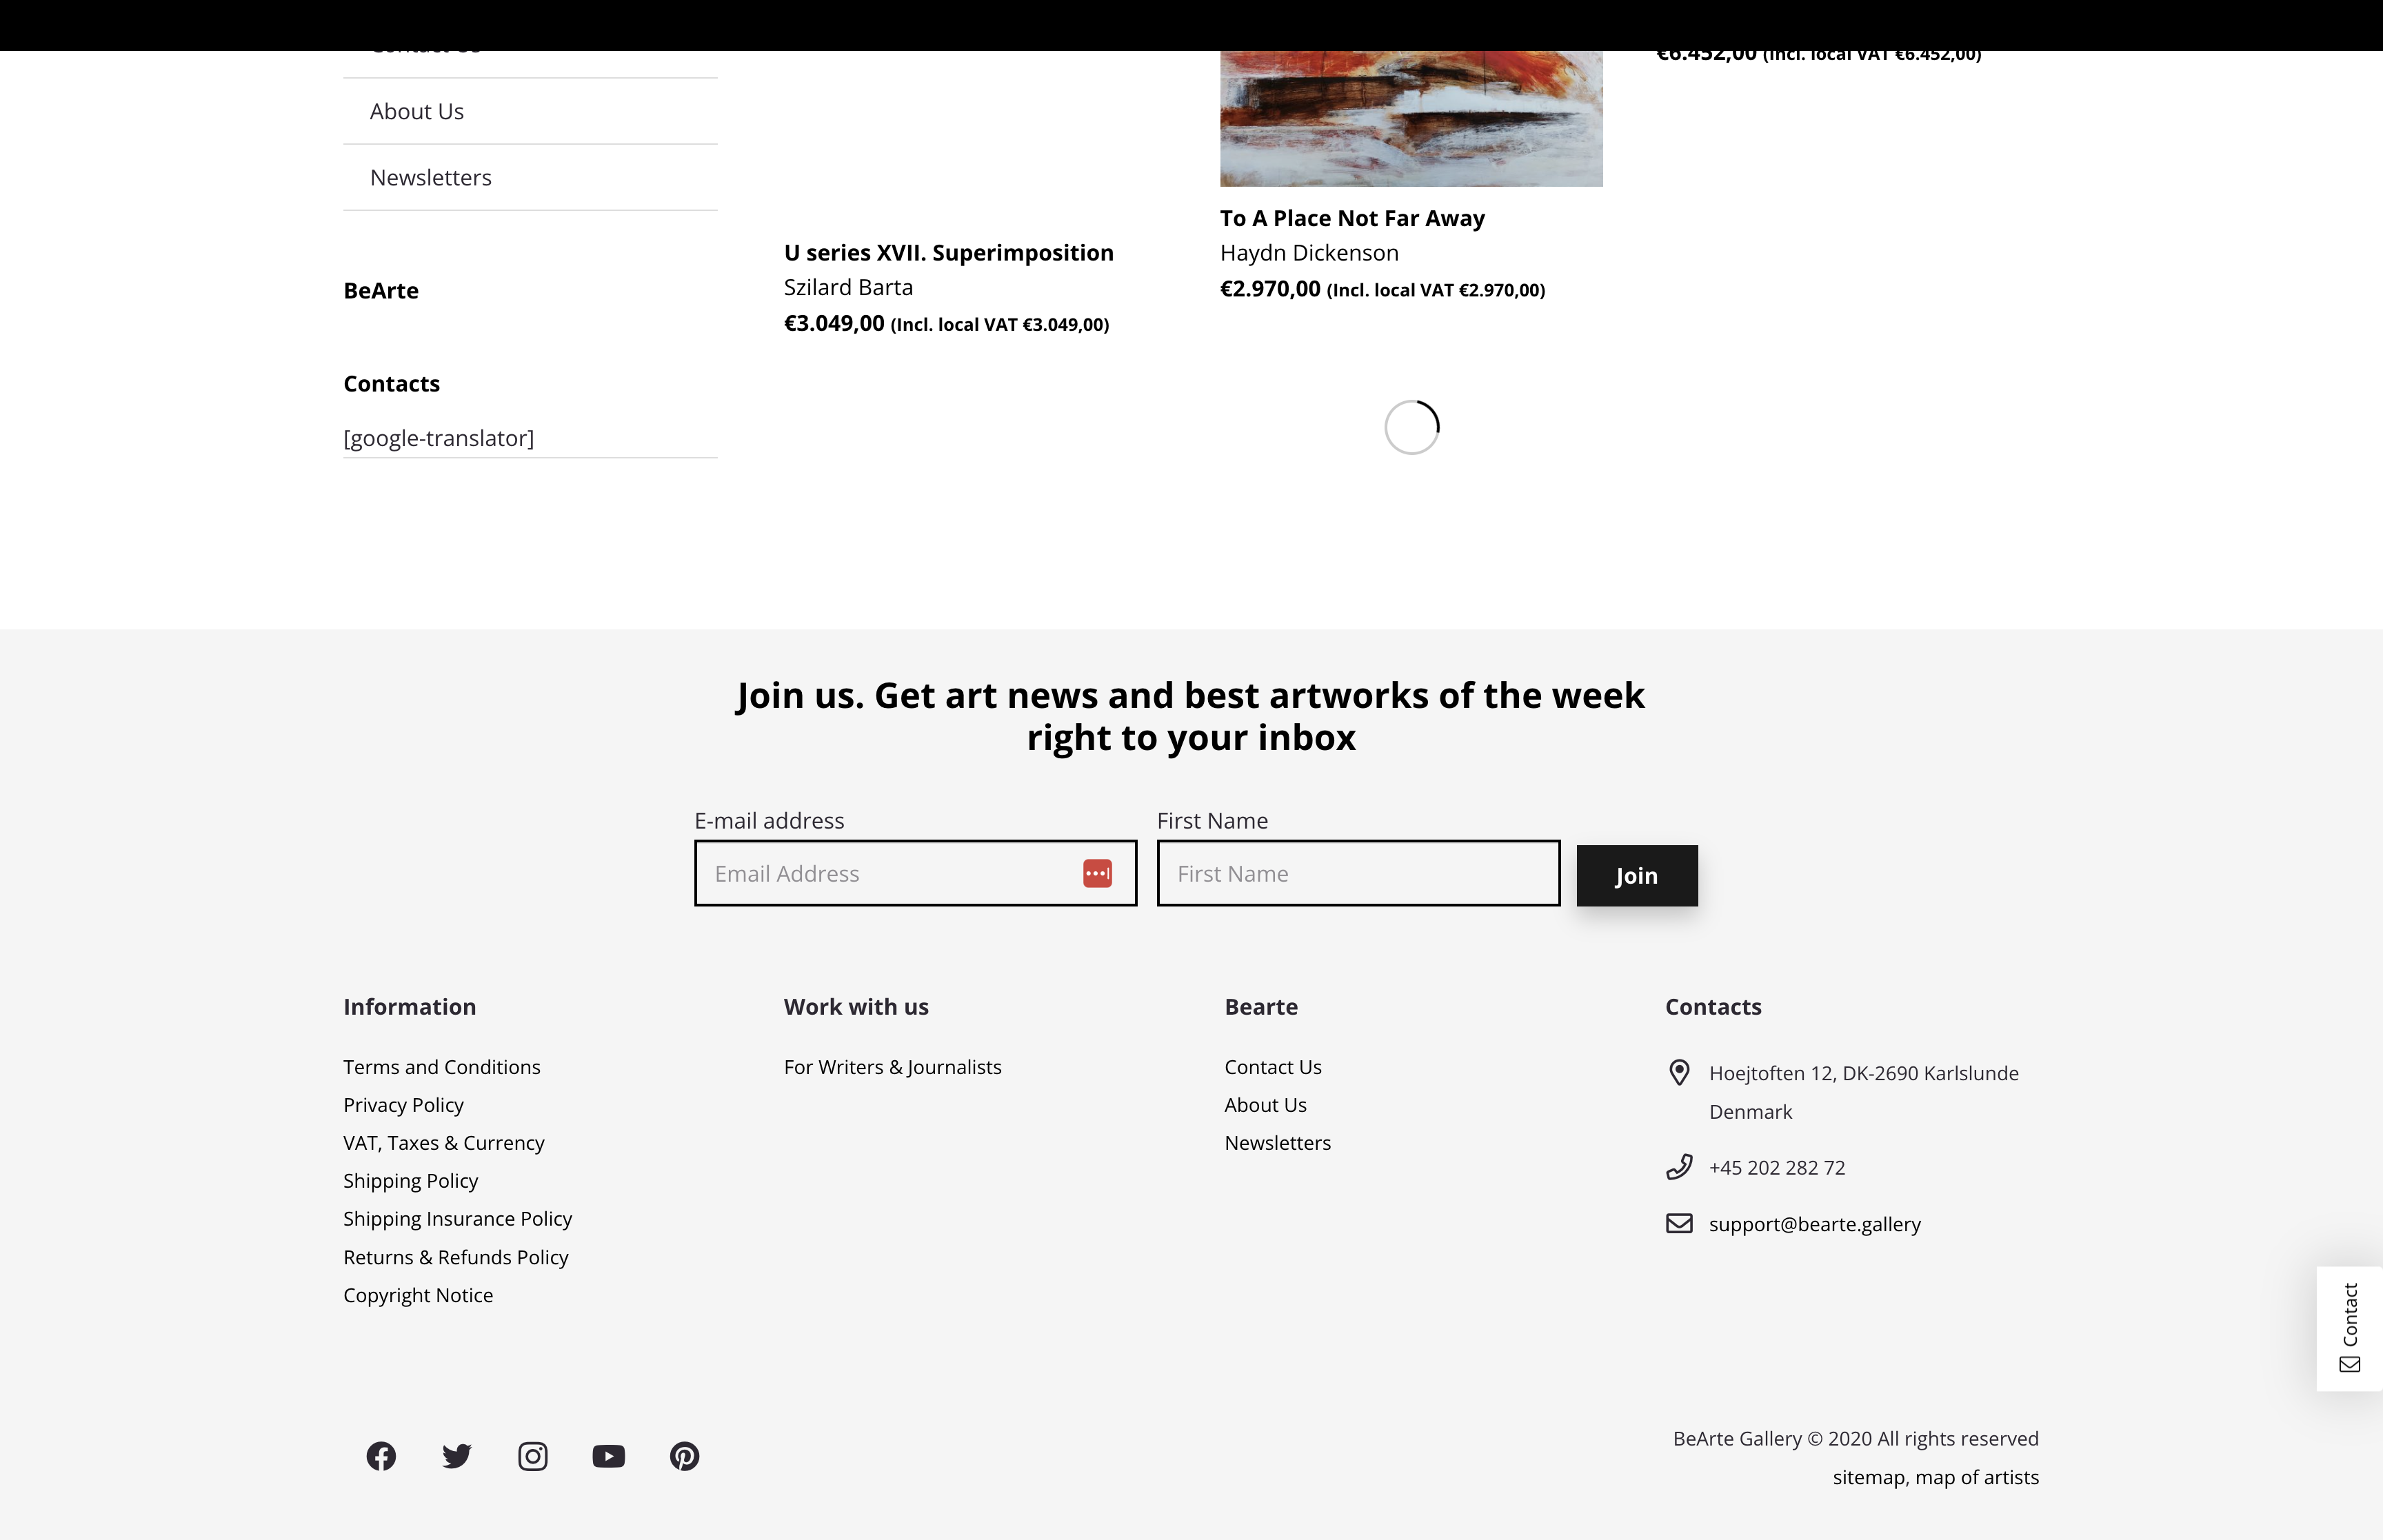 About Us
Newsletters
BeArte
Contacts
[google-translator]
U series XVII. Superimposition
Szilard Barta
€3.049,00 (Incl. local VAT €3.049,00)
To A Place Not Far Away
Haydn Dickenson
€2.970,00 (Incl. local VAT €2.970,00)
€6.452,00 (Incl. local VAT €6.452,00)
Join us. Get art news and best artworks of the week
right to your inbox
E-mail address
Email Address
First Name
First Name
Join
Information
Terms and Conditions
Privacy Policy
VAT, Taxes & Currency
Shipping Policy
Shipping Insurance Policy
Returns & Refunds Policy
Copyright Notice
Work with us
For Writers & Journalists
Bearte
Contact Us
About Us
Newsletters
Contacts
Hoejtoften 12, DK-2690 Karlslunde
Denmark
+45 202 282 72
support@bearte.gallery
Contact
BeArte Gallery © 2020 All rights reserved
sitemap, map of artists